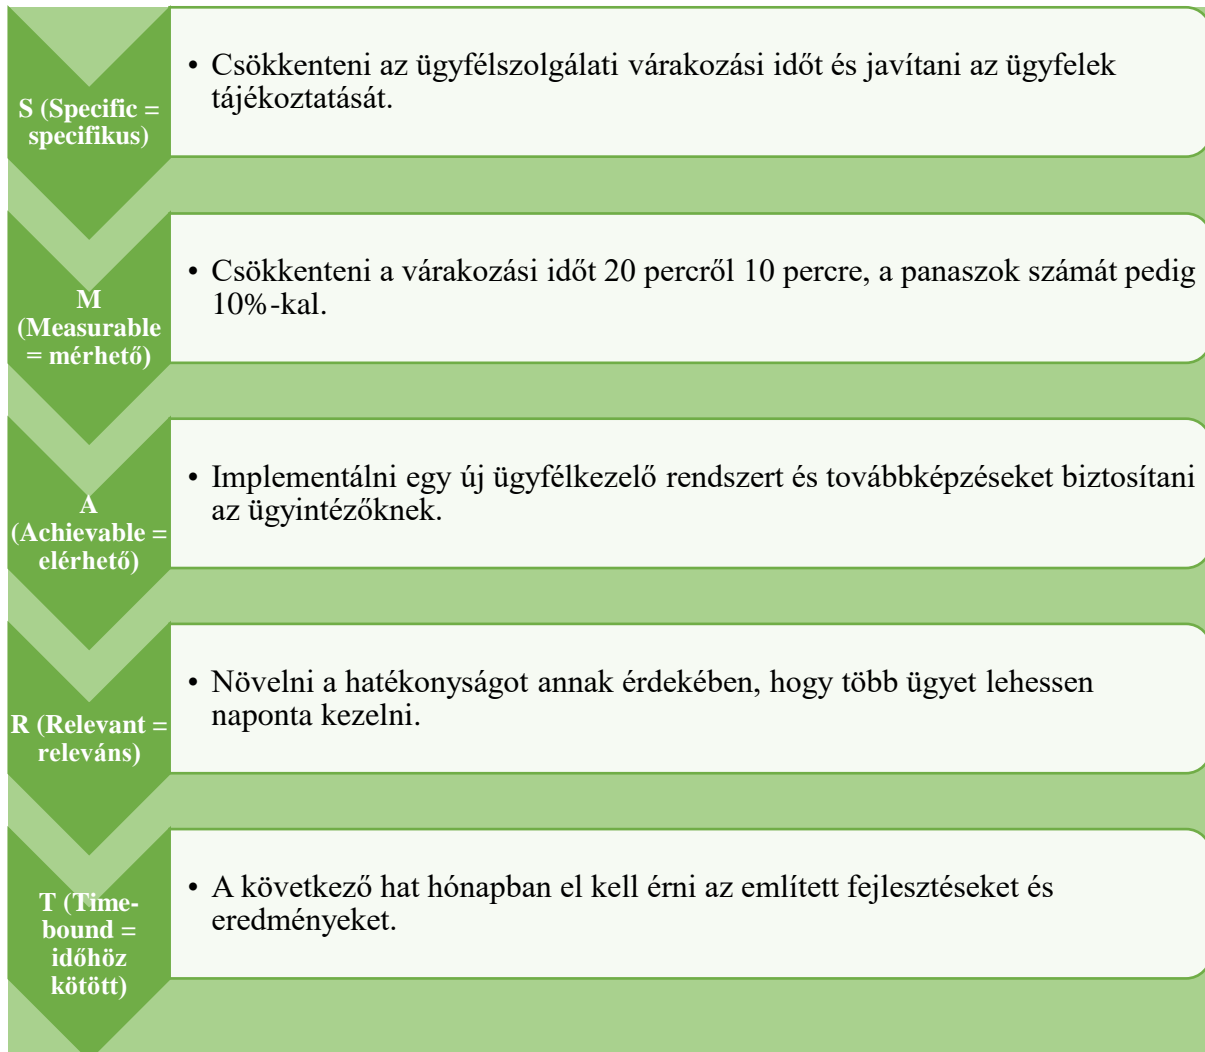 S (Specific =
specifikus)
• Csökkenteni az ügyfélszolgálati várakozási időt és javítani az ügyfelek
tájékoztatását.
M
(Measurable
= mérhető)
• Csökkenteni a várakozási időt 20 percről 10 percre, a panaszok számát pedig
10%-kal.
A
(Achievable =
elérhető)
• Implementálni egy új ügyfélkezelő rendszert és továbbképzéseket biztosítani
az ügyintézőknek.
R (Relevant =
releváns)
• Növelni a hatékonyságot annak érdekében, hogy több ügyet lehessen
naponta kezelni.
T (Time-
bound =
időhöz
kötött)
• A következő hat hónapban el kell érni az említett fejlesztéseket és
eredményeket.